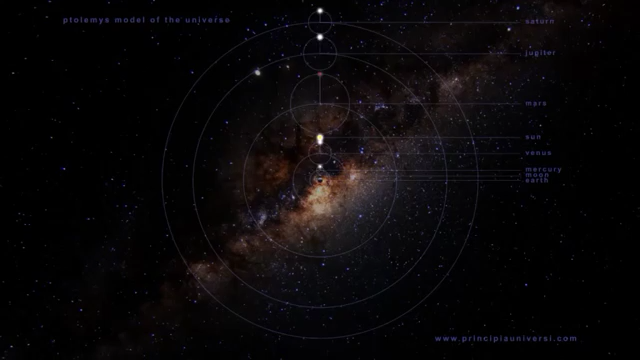 ptolemys model of the universe
saturn
jupiter
mars
sun
venus
mercury
moon
earth
www.principiauniversi.com